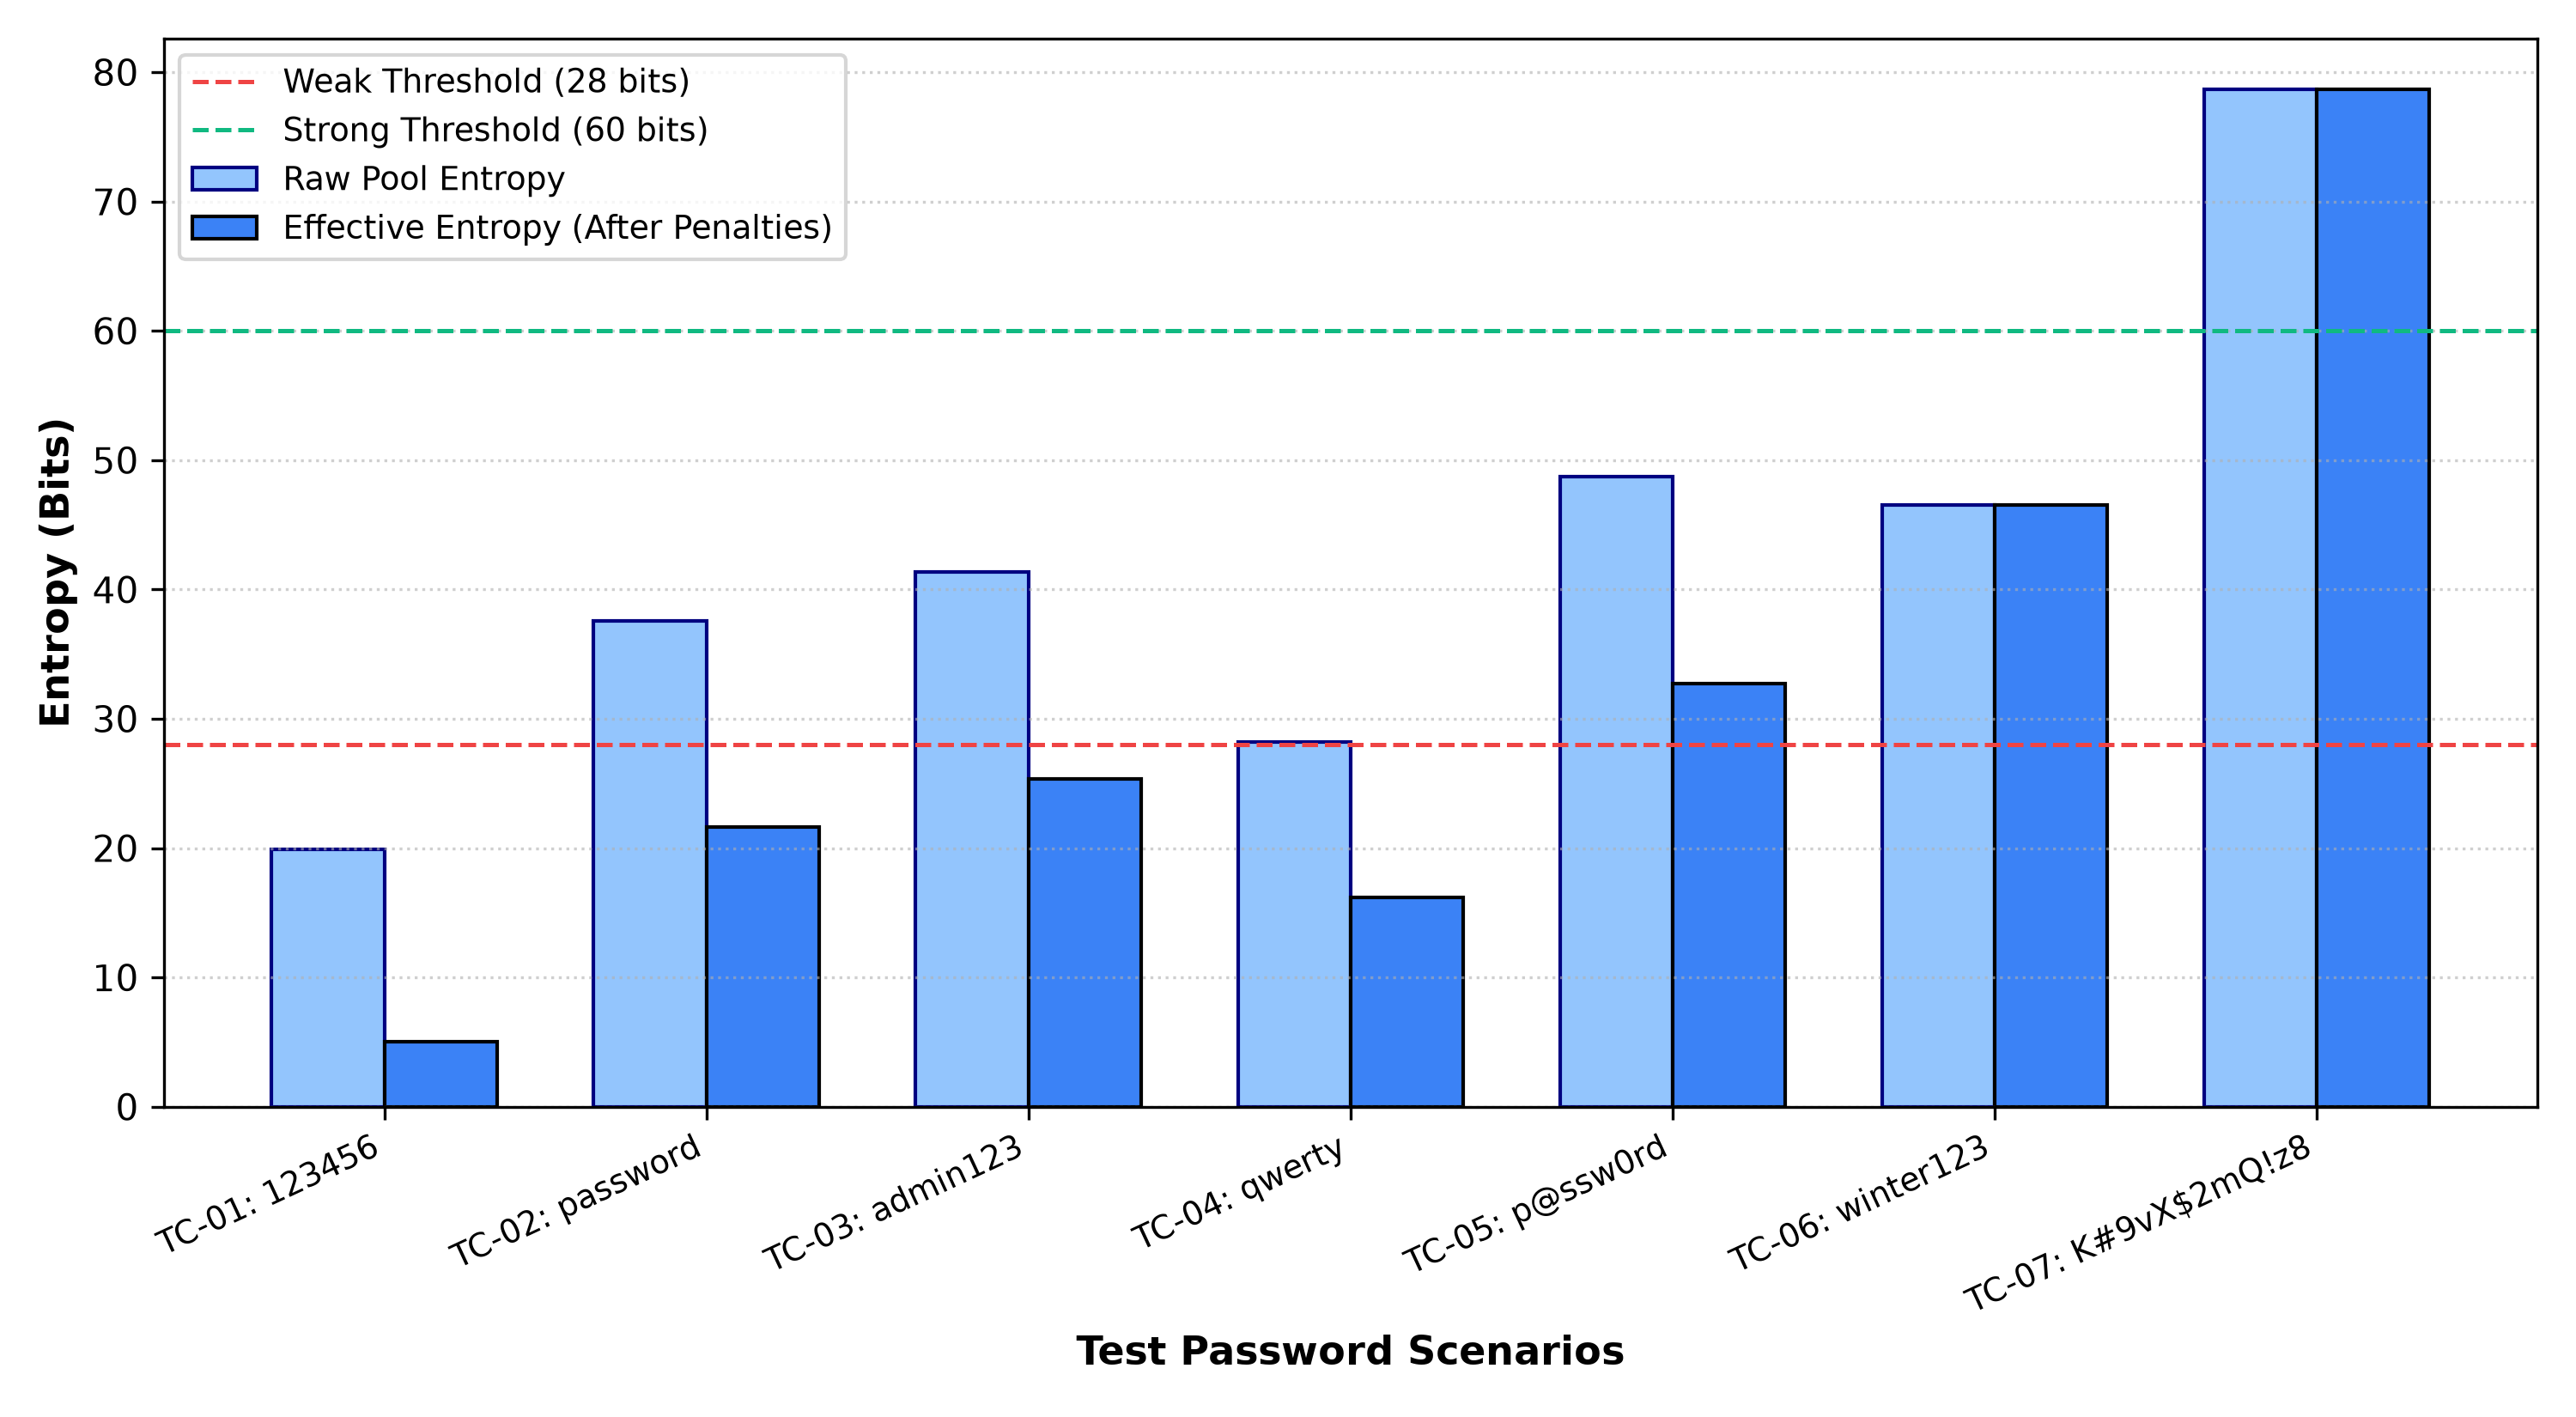 Weak Threshold (28 bits)
Strong Threshold (60 bits)
Raw Pool Entropy
Effective Entropy (After Penalties)
80
70
60
50
40
30
20
10
0
Entropy (Bits)
TC-01: 123456
TC-02: password
TC-03: admin123
TC-04: qwerty
TC-05: p@ssw0rd
TC-06: winter123
TC-07: K#9vX$2mQ!z8
Test Password Scenarios